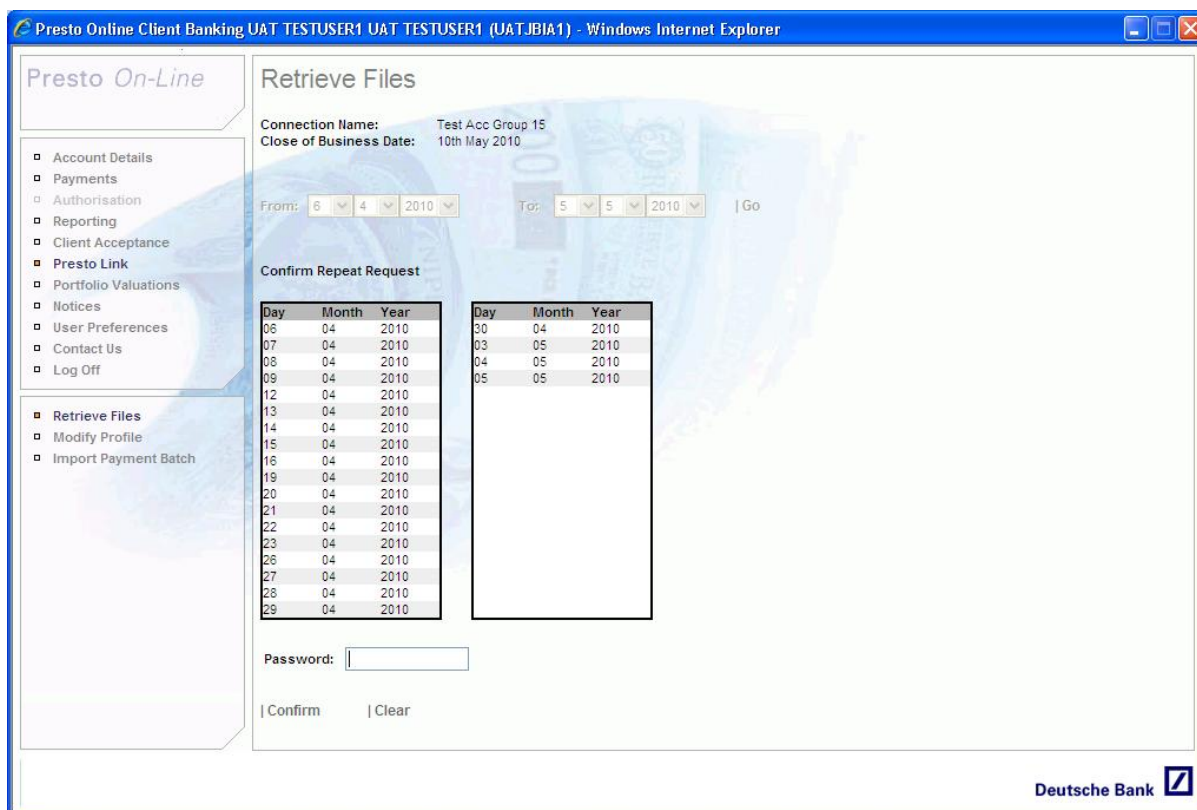 Presto Online Client Banking UAT TESTUSER1 UAT TESTUSER1 (UATJBIA1) - Windows Internet Explorer
Presto On-Line
Account Details
Payments
Authorisation
Reporting
Client Acceptance
Presto Link
Portfolio Valuations
Notices
User Preferences
Contact Us
Log Off
Retrieve Files
Modify Profile
Import Payment Batch
Retrieve Files
Connection Name: Test Acc Group 15
Close of Business Date: 10th May 2010
From: 6 4 2010 To: 5 5 2010 | Go
Confirm Repeat Request
Day Month Year
06 04 2010
07 04 2010
08 04 2010
09 04 2010
12 04 2010
13 04 2010
14 04 2010
15 04 2010
16 04 2010
19 04 2010
20 04 2010
21 04 2010
22 04 2010
23 04 2010
26 04 2010
27 04 2010
28 04 2010
29 04 2010
Day Month Year
30 04 2010
03 05 2010
04 05 2010
05 05 2010
Password:
| Confirm | Clear
Deutsche Bank